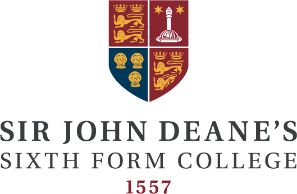 SIR JOHN DEANE'S
SIXTH FORM COLLEGE
1557